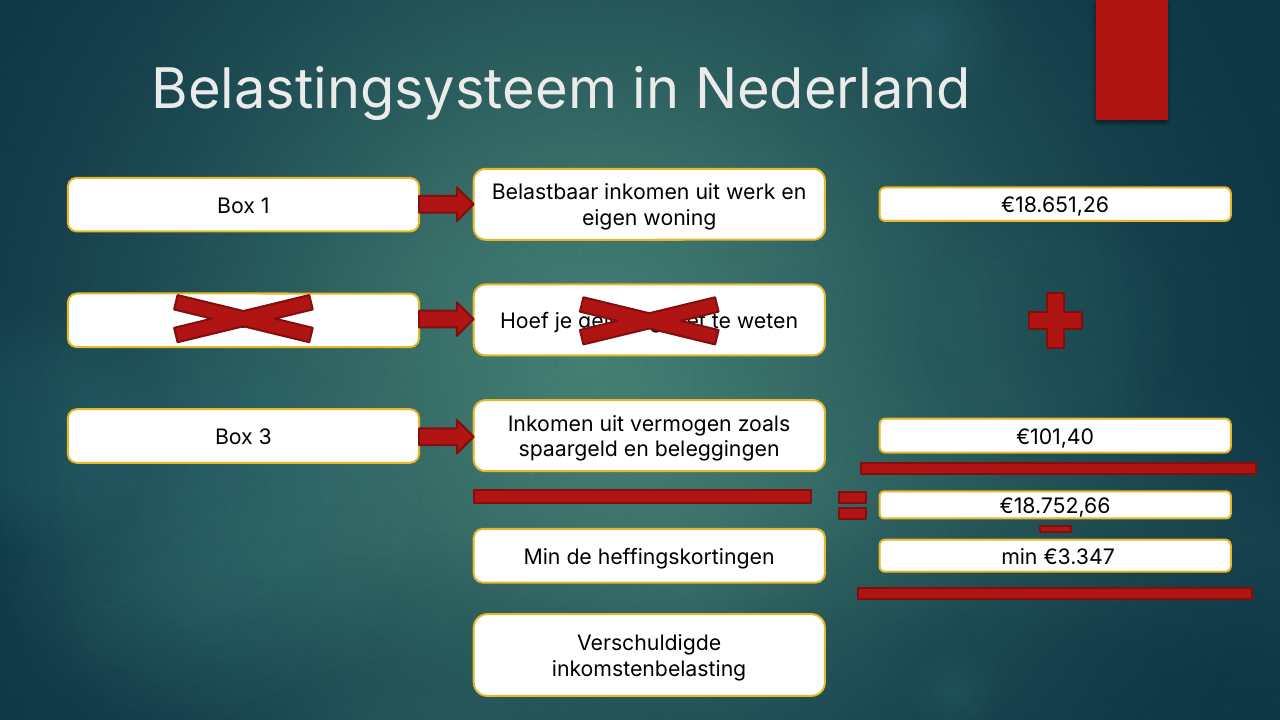 Belastingsysteem in Nederland
Box 1
Belastbaar inkomen uit werk en
eigen woning
€18.651,26
Hoef je te weten
Box 3
Inkomen uit vermogen zoals
spaargeld en beleggingen
€101,40
€18.752,66
Min de heffingskortingen
min €3.347
Verschuldigde
inkomstenbelasting